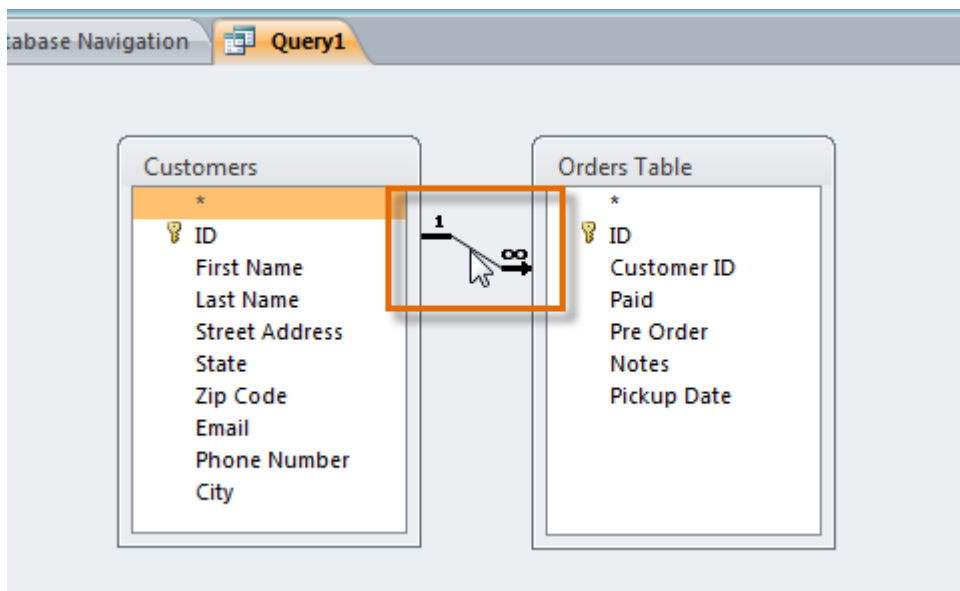 tabase Navigation
Query1
Customers
*
ID
First Name
Last Name
Street Address
State
Zip Code
Email
Phone Number
City
1
∞
Orders Table
*
ID
Customer ID
Paid
Pre Order
Notes
Pickup Date